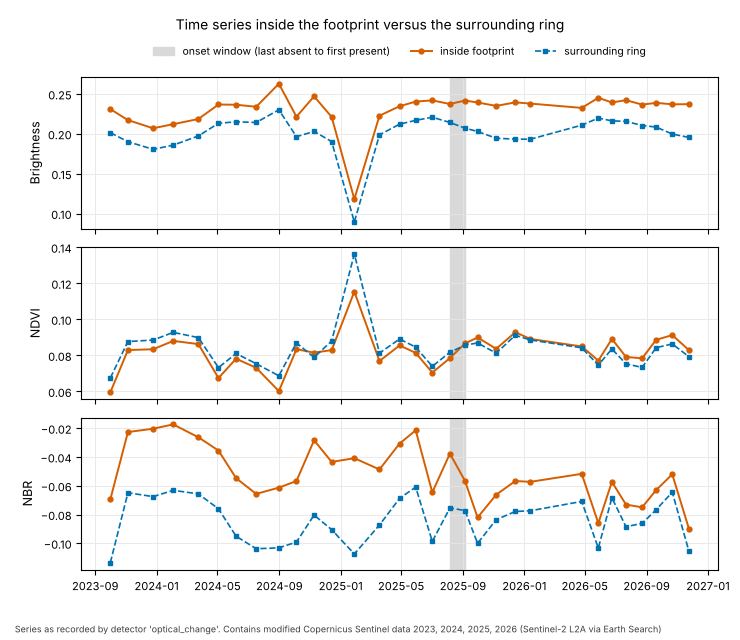 Time series inside the footprint versus the surrounding ring
onset window (last absent to first present) inside footprint surrounding ring
Brightness
0.25
0.20
0.15
0.10
NDVI
0.14
0.12
0.10
0.08
0.06
NBR
−0.02
−0.04
−0.06
−0.08
−0.10
2023-09 2024-01 2024-05 2024-09 2025-01 2025-05 2025-09 2026-01 2026-05 2026-09 2027-01
Series as recorded by detector 'optical_change'. Contains modified Copernicus Sentinel data 2023, 2024, 2025, 2026 (Sentinel-2 L2A via Earth Search)